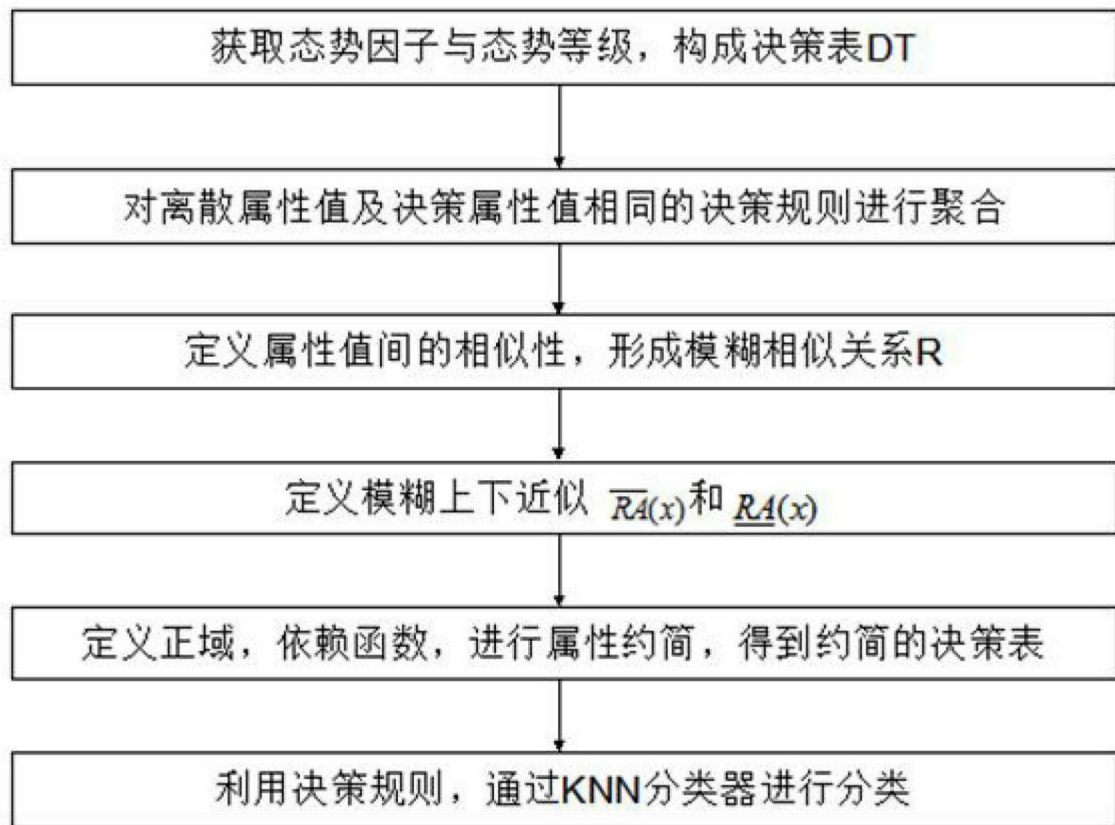 获取态势因子与态势等级，构成决策表DT
对离散属性值及决策属性值相同的决策规则进行聚合
定义属性值间的相似性，形成模糊相似关系R
定义模糊上下近似 R̅A̅(x)和 R̲A̲(x)
定义正域，依赖函数，进行属性约简，得到约简的决策表
利用决策规则，通过KNN分类器进行分类